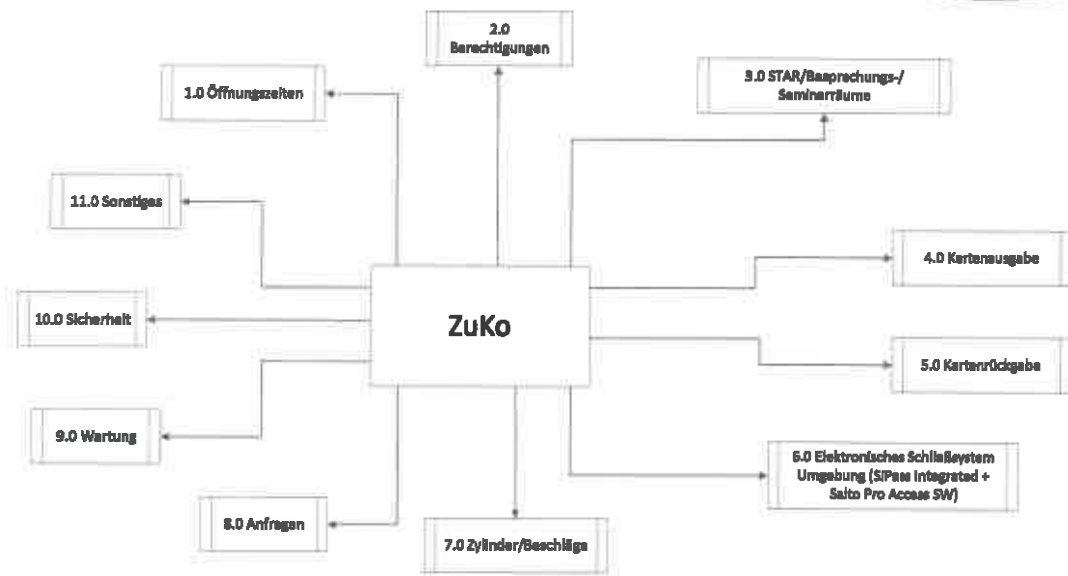 2.0
Berechtigungen
1.0 Öffnungszeiten
3.0 STAR/Besprechungs-/
Seminarräume
11.0 Sonstiges
4.0 Kartenausgabe
10.0 Sicherheit
ZuKo
5.0 Kartenrückgabe
9.0 Wartung
6.0 Elektronisches Schließsystem
Umgebung (SiPass Integrated +
Salto Pro Access SW)
8.0 Anfragen
7.0 Zylinder/Beschläge